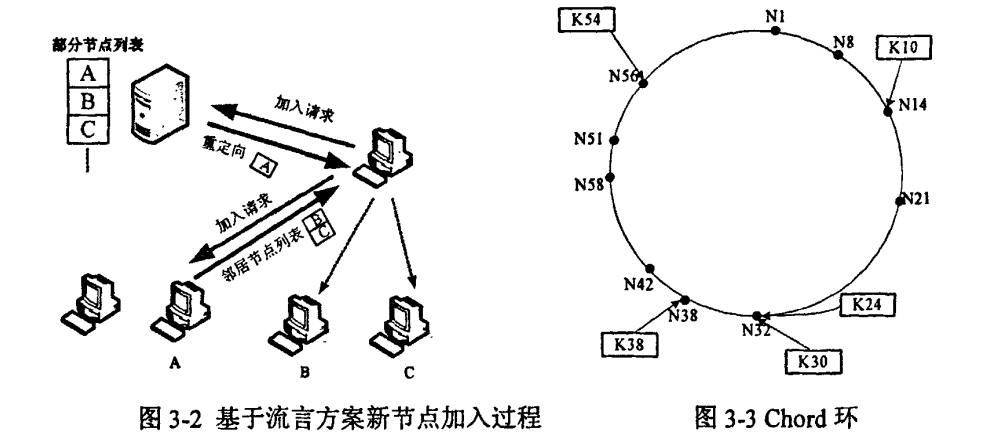 部分节点列表
A
B
C
加入请求
重定向 A
加入请求
邻居节点列表 B C
A
B
C
图 3-2 基于流言方案新节点加入过程
K54
N1
N8
K10
N56
N14
N51
N58
N21
N42
N38
N32
K24
K38
K30
图 3-3 Chord 环